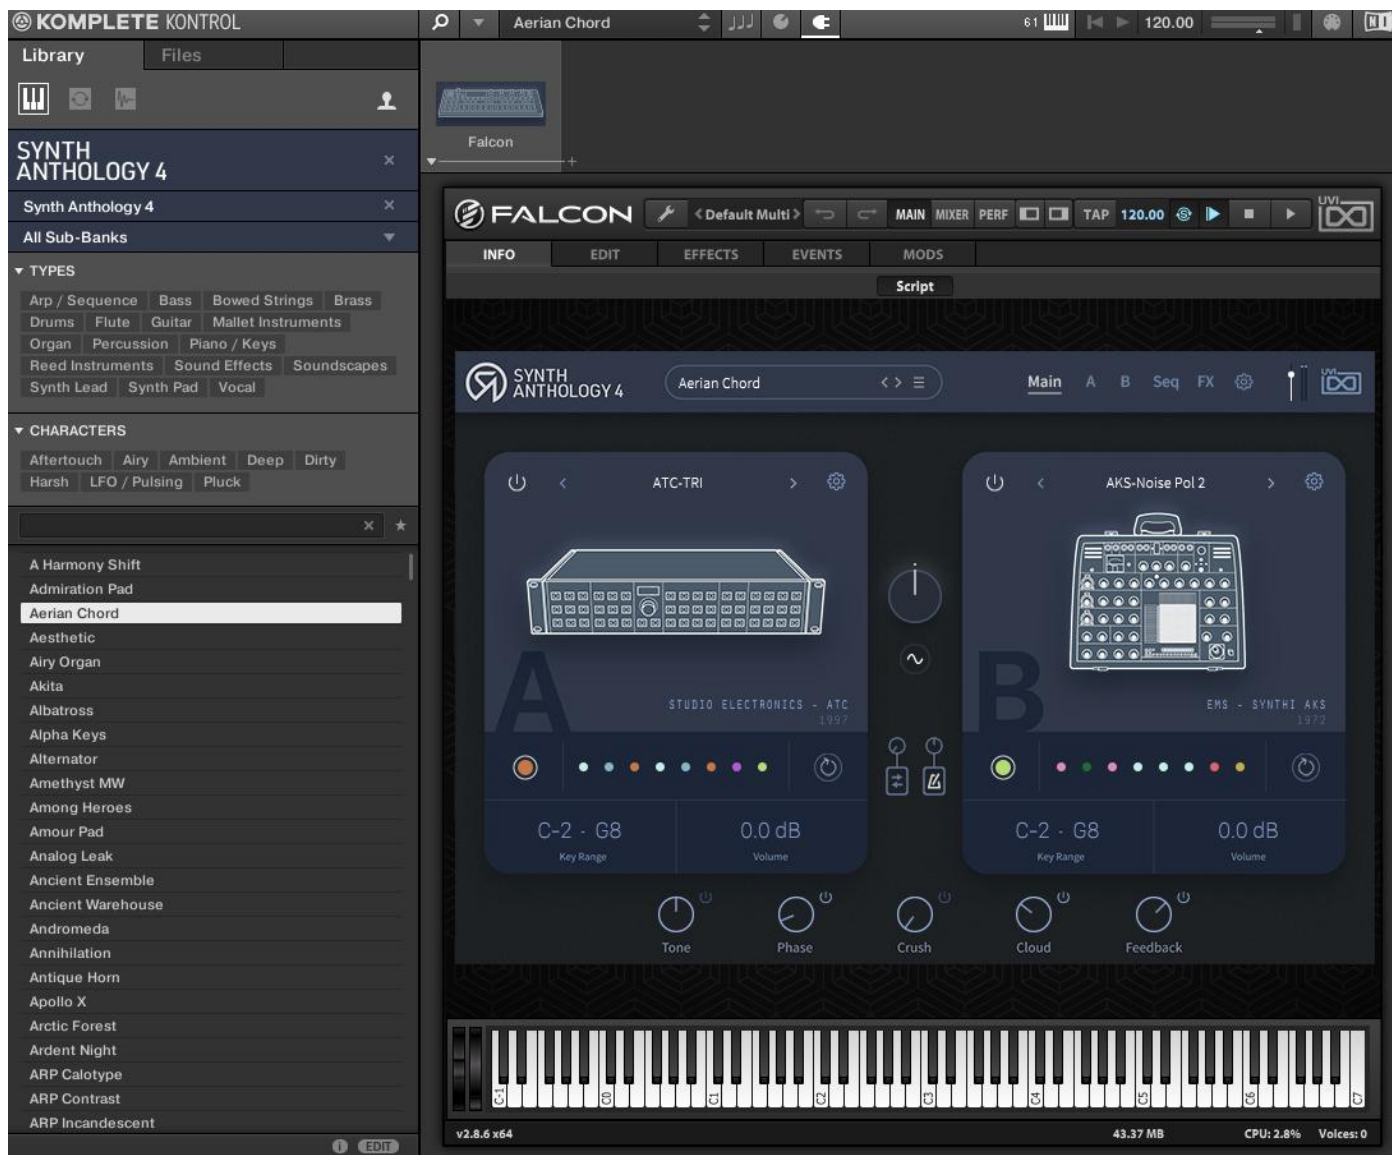 KOMPLETE KONTROL
Aerian Chord
61
120.00
Library Files
SYNTH
ANTHOLOGY 4
Synth Anthology 4
All Sub-Banks
TYPES
Arp / Sequence Bass Bowed Strings Brass
Drums Flute Guitar Mallet Instruments
Organ Percussion Piano / Keys
Reed Instruments Sound Effects Soundscapes
Synth Lead Synth Pad Vocal
CHARACTERS
Aftertouch Airy Ambient Deep Dirty
Harsh LFO / Pulsing Pluck
A Harmony Shift
Admiration Pad
Aerian Chord
Aesthetic
Airy Organ
Akita
Albatross
Alpha Keys
Alternator
Amethyst MW
Among Heroes
Amour Pad
Analog Leak
Ancient Ensemble
Ancient Warehouse
Andromeda
Annihilation
Antique Horn
Apollo X
Arctic Forest
Ardent Night
ARP Calotype
ARP Contrast
ARP Incandescent
EDIT
Falcon
FALCON
Default Multi
MAIN MIXER PERF
TAP 120.00
UVI
INFO EDIT EFFECTS EVENTS MODS
Script
SYNTH
ANTHOLOGY 4
Aerian Chord
Main A B Seq FX
UVI
ATC-TRI
A
STUDIO ELECTRONICS - ATC
1997
C-2 - G8 0.0 dB
Key Range Volume
AKS-Noise Pol 2
B
EMS - SYNTHI AKS
1972
C-2 - G8 0.0 dB
Key Range Volume
Tone Phase Crush Cloud Feedback
C-1 C0 C1 C2 C3 C4 C5 C6 C7
v2.8.6 x64 43.37 MB CPU: 2.8% Voices: 0